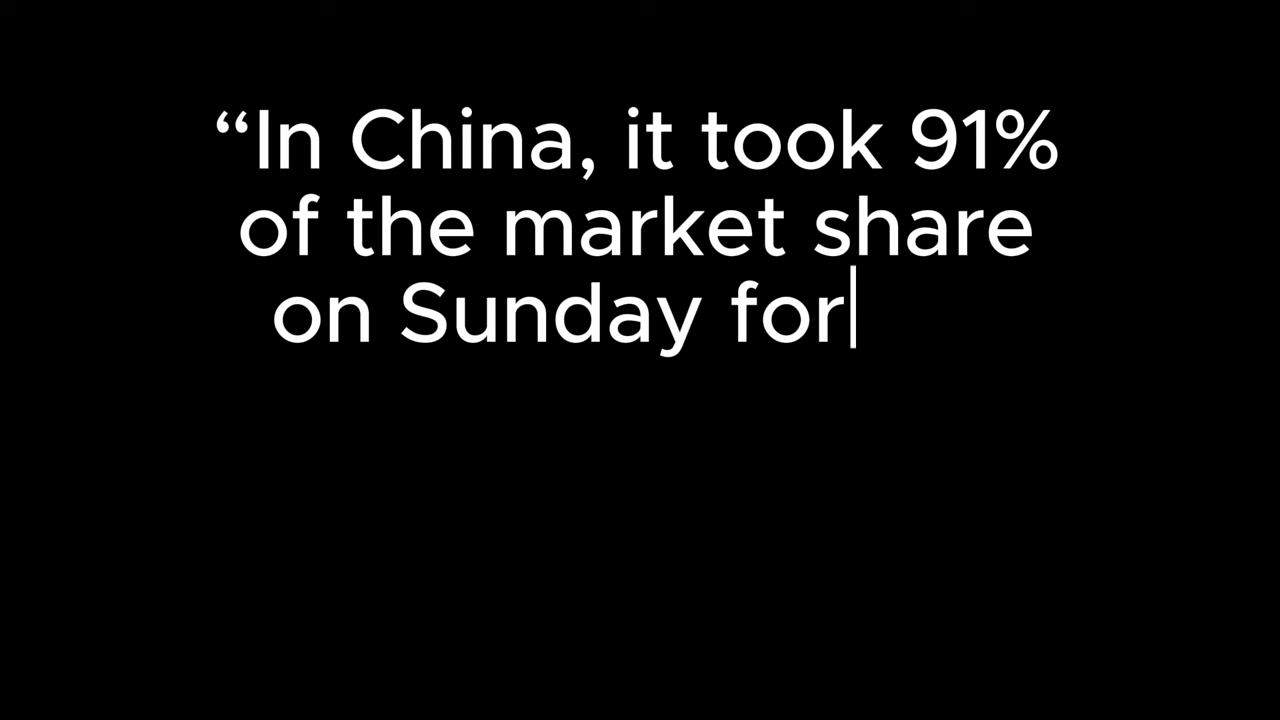 “In China, it took 91%
of the market share
on Sunday for